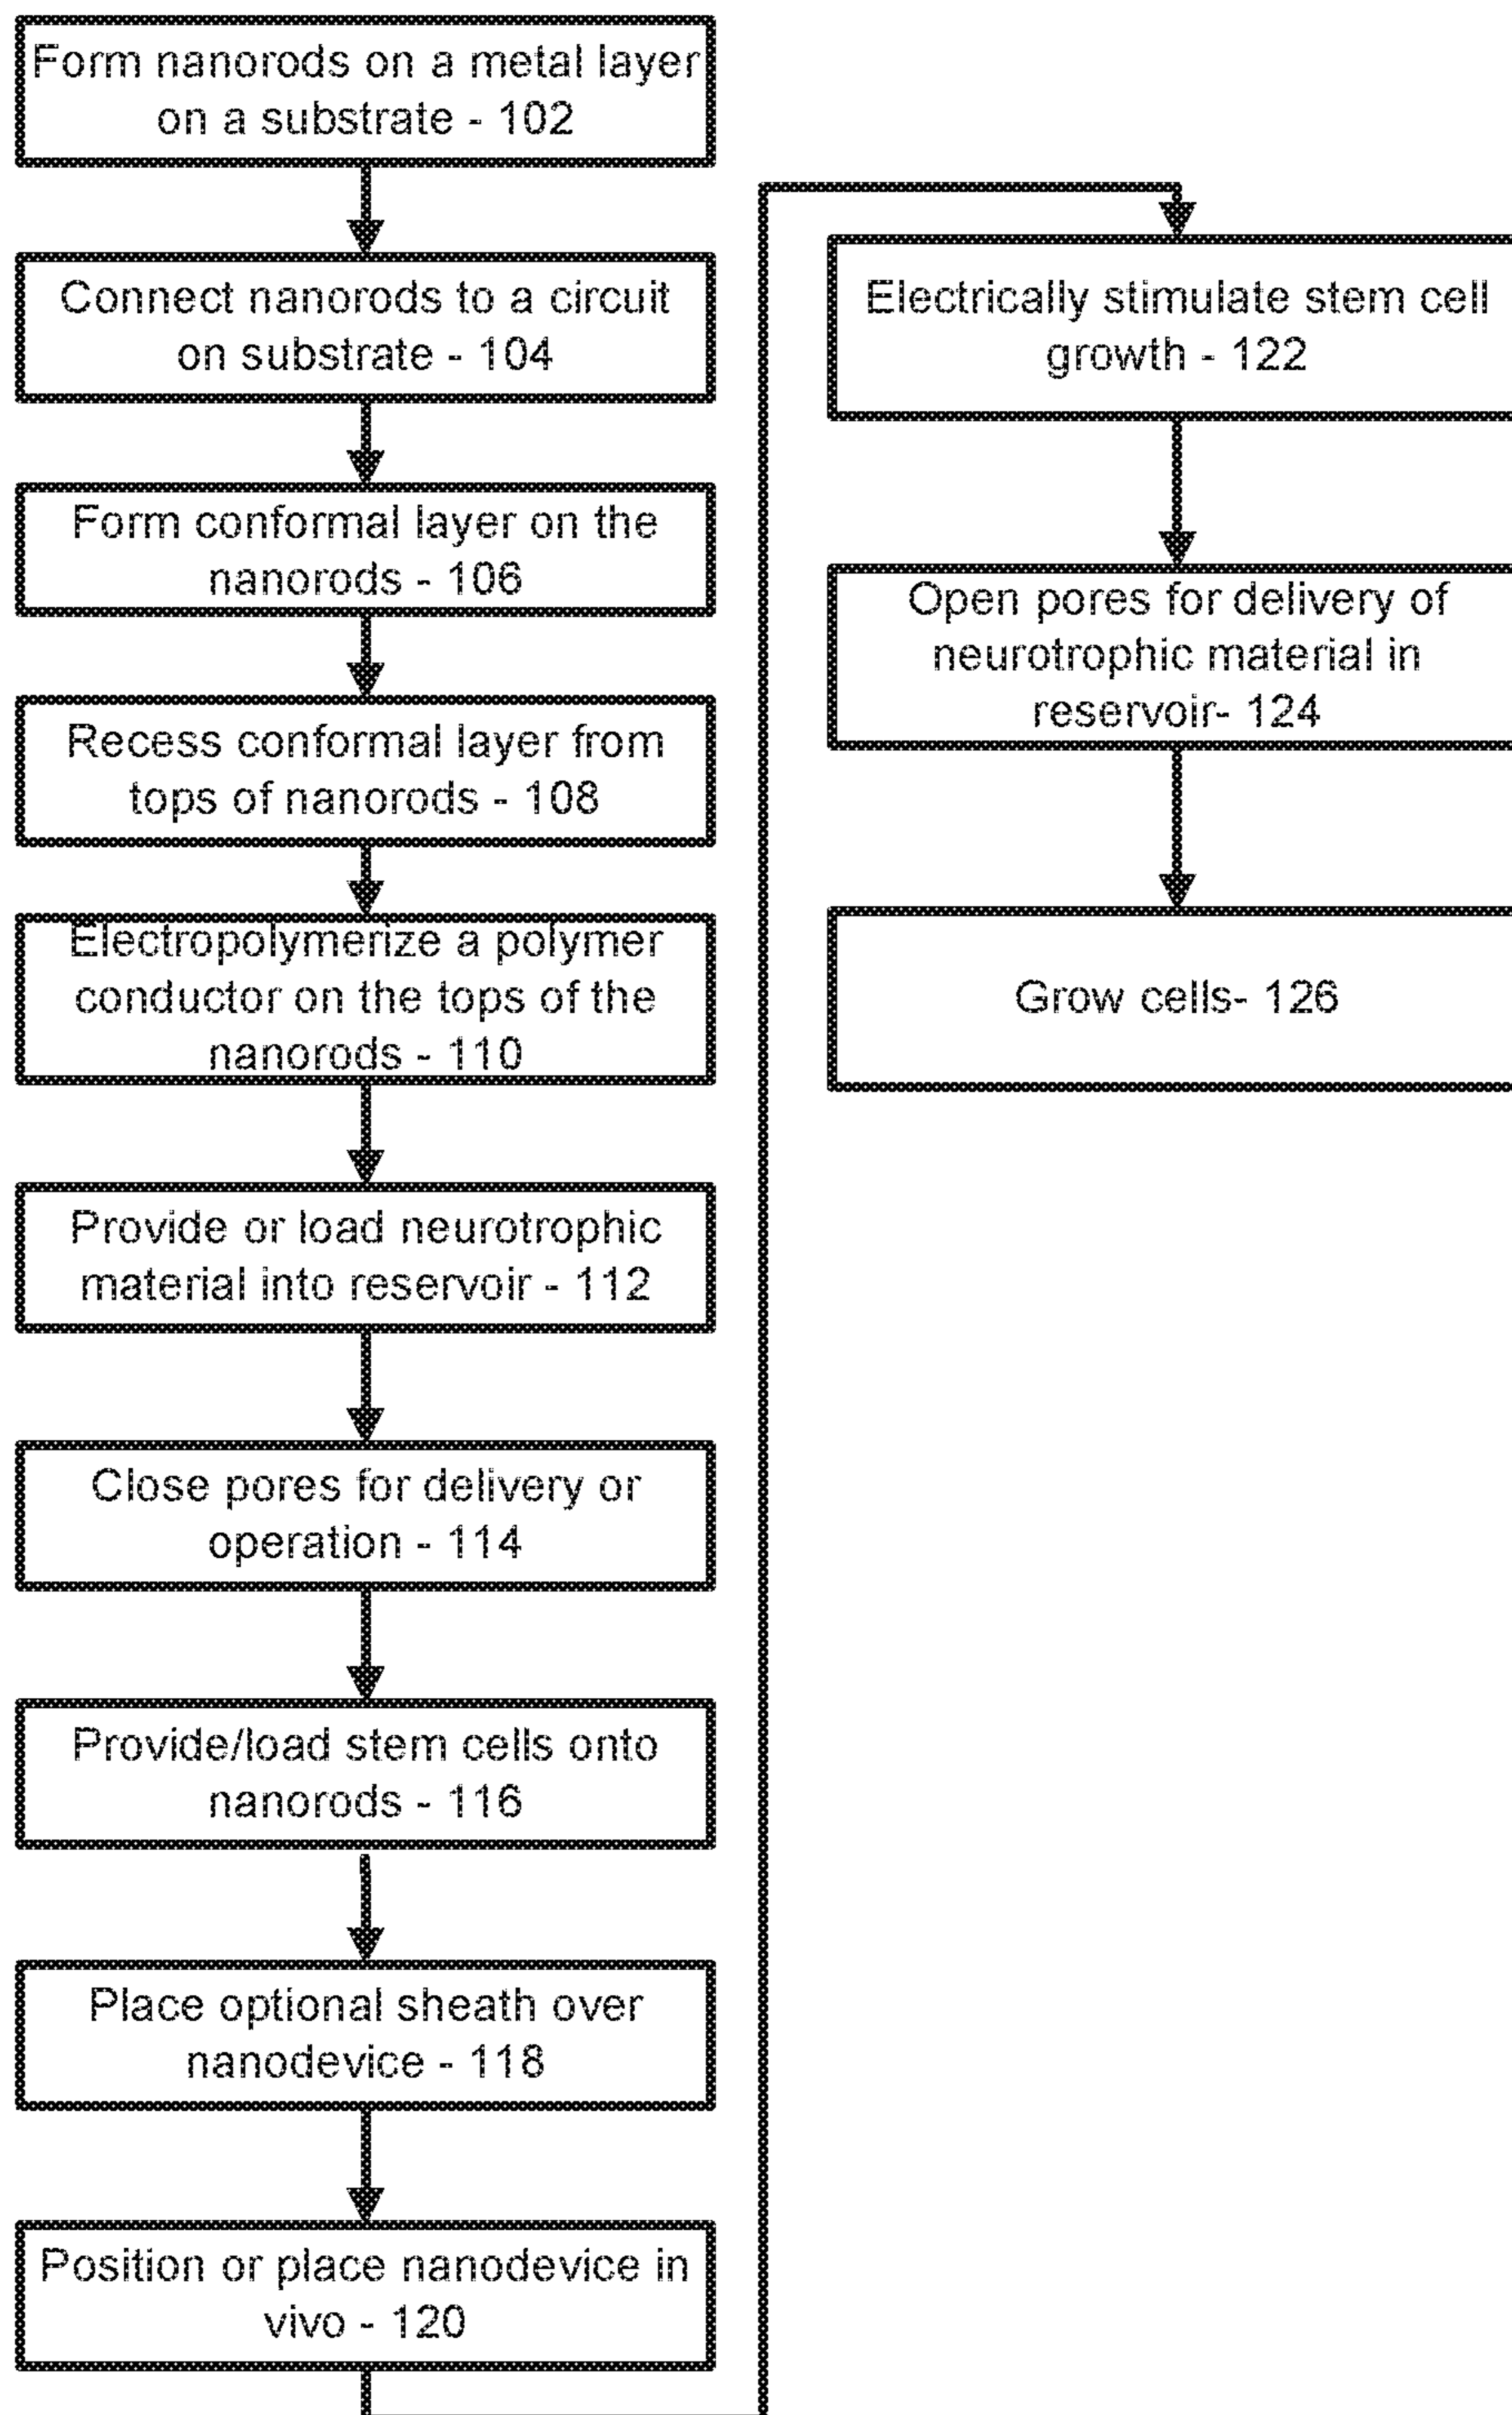 Form nanorods on a metal layer
on a substrate - 102
Connect nanorods to a circuit
on substrate - 104
Form conformal layer on the
nanorods - 106
Recess conformal layer from
tops of nanorods - 108
Electropolymerize a polymer
conductor on the tops of the
nanorods - 110
Provide or load neurotrophic
material into reservoir - 112
Close pores for delivery or
operation - 114
Provide/load stem cells onto
nanorods - 116
Place optional sheath over
nanodevice - 118
Position or place nanodevice in
vivo - 120
Electrically stimulate stem cell
growth - 122
Open pores for delivery of
neurotrophic material in
reservoir- 124
Grow cells- 126